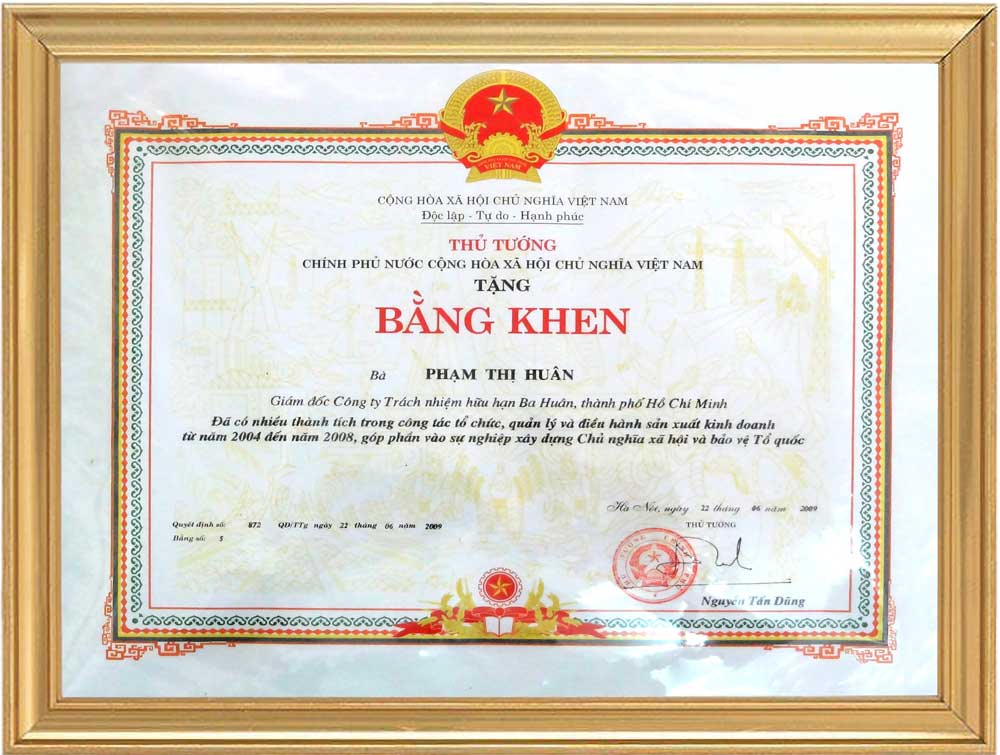 VIỆT NAM
CỘNG HÒA XÃ HỘI CHỦ NGHĨA VIỆT NAM
Độc lập - Tự do - Hạnh phúc
THỦ TƯỚNG
CHÍNH PHỦ NƯỚC CỘNG HÒA XÃ HỘI CHỦ NGHĨA VIỆT NAM
TẶNG
BẰNG KHEN
Bà PHẠM THỊ HUÂN
Giám đốc Công ty Trách nhiệm hữu hạn Ba Huân, thành phố Hồ Chí Minh
Đã có nhiều thành tích trong công tác tổ chức, quản lý và điều hành sản xuất kinh doanh
từ năm 2004 đến năm 2008, góp phần vào sự nghiệp xây dựng Chủ nghĩa xã hội và bảo vệ Tổ quốc
Hà Nội, ngày 22 tháng 06 năm 2009
Quyết định số: 872 QĐ/TTg ngày 22 tháng 06 năm 2009
THỦ TƯỚNG
Bằng số: 5
Nguyễn Tấn Dũng